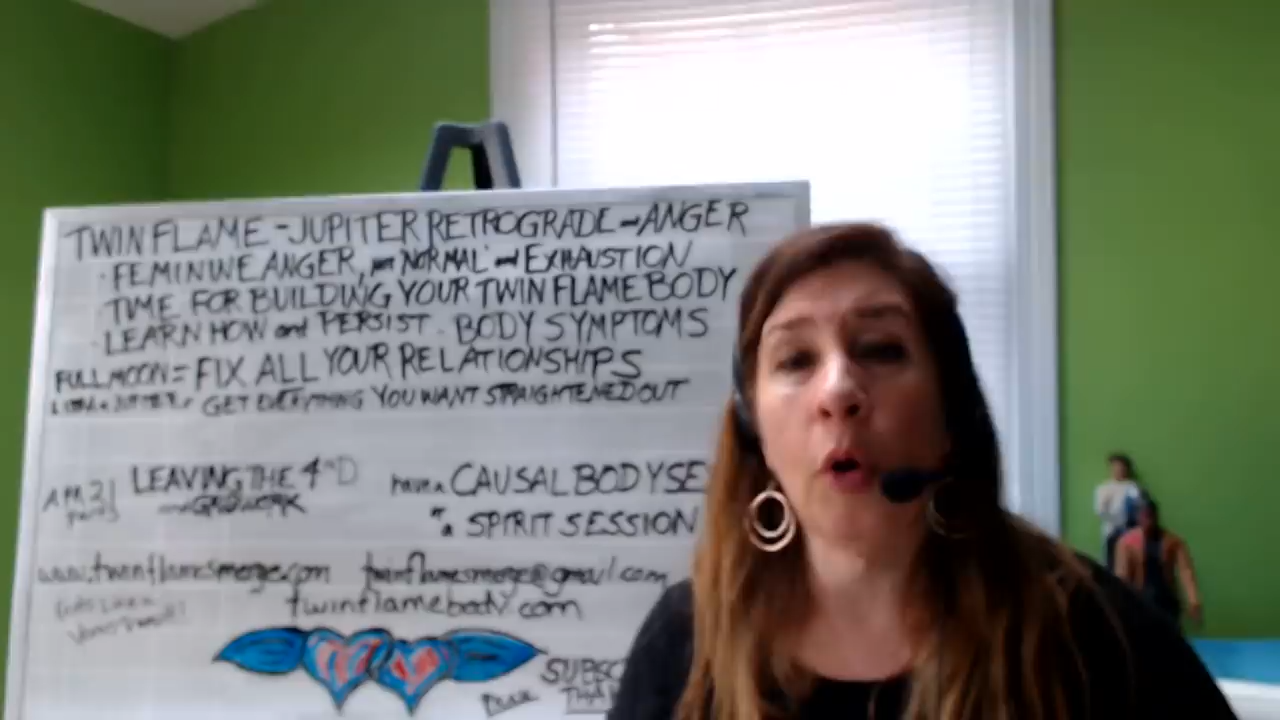 TWIN FLAME - JUPITER RETROGRADE → ANGER
· FEMININE ANGER, NORMAL EXHAUSTION
TIME FOR BUILDING YOUR TWIN FLAME BODY
· LEARN HOW and PERSIST. BODY SYMPTOMS
FULL MOON = FIX ALL YOUR RELATIONSHIPS
GET EVERYTHING YOU WANT STRAIGHTENED OUT
LEAVING THE 4TH D
CAUSAL BODY SE
a SPIRIT SESSION
www.twinflamesmerge.com twinflamesmerge@gmail.com
twinflamebody.com
SUBSC